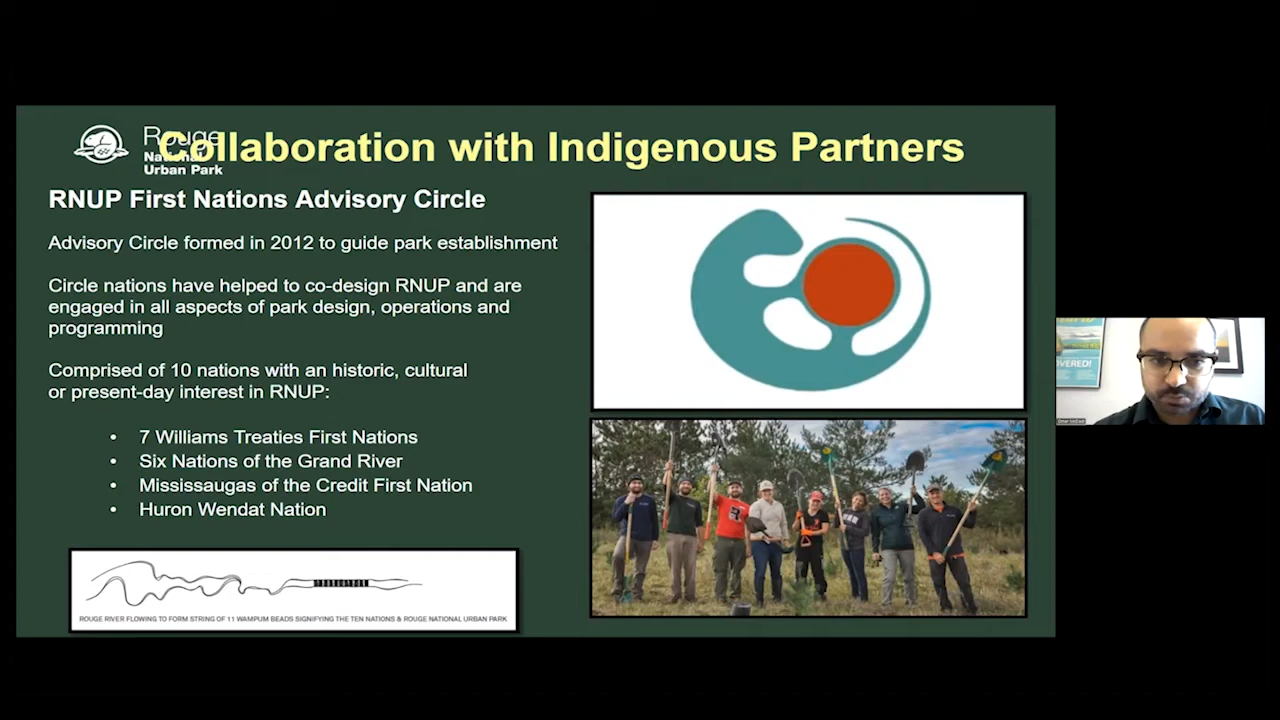 Rouge
National
Urban Park
Collaboration with Indigenous Partners
RNUP First Nations Advisory Circle
Advisory Circle formed in 2012 to guide park establishment
Circle nations have helped to co-design RNUP and are
engaged in all aspects of park design, operations and
programming
Comprised of 10 nations with an historic, cultural
or present-day interest in RNUP:
• 7 Williams Treaties First Nations
• Six Nations of the Grand River
• Mississaugas of the Credit First Nation
• Huron Wendat Nation
ROUGE RIVER FLOWING TO FORM STRING OF 11 WAMPUM BEADS SIGNIFYING THE TEN NATIONS & ROUGE NATIONAL URBAN PARK